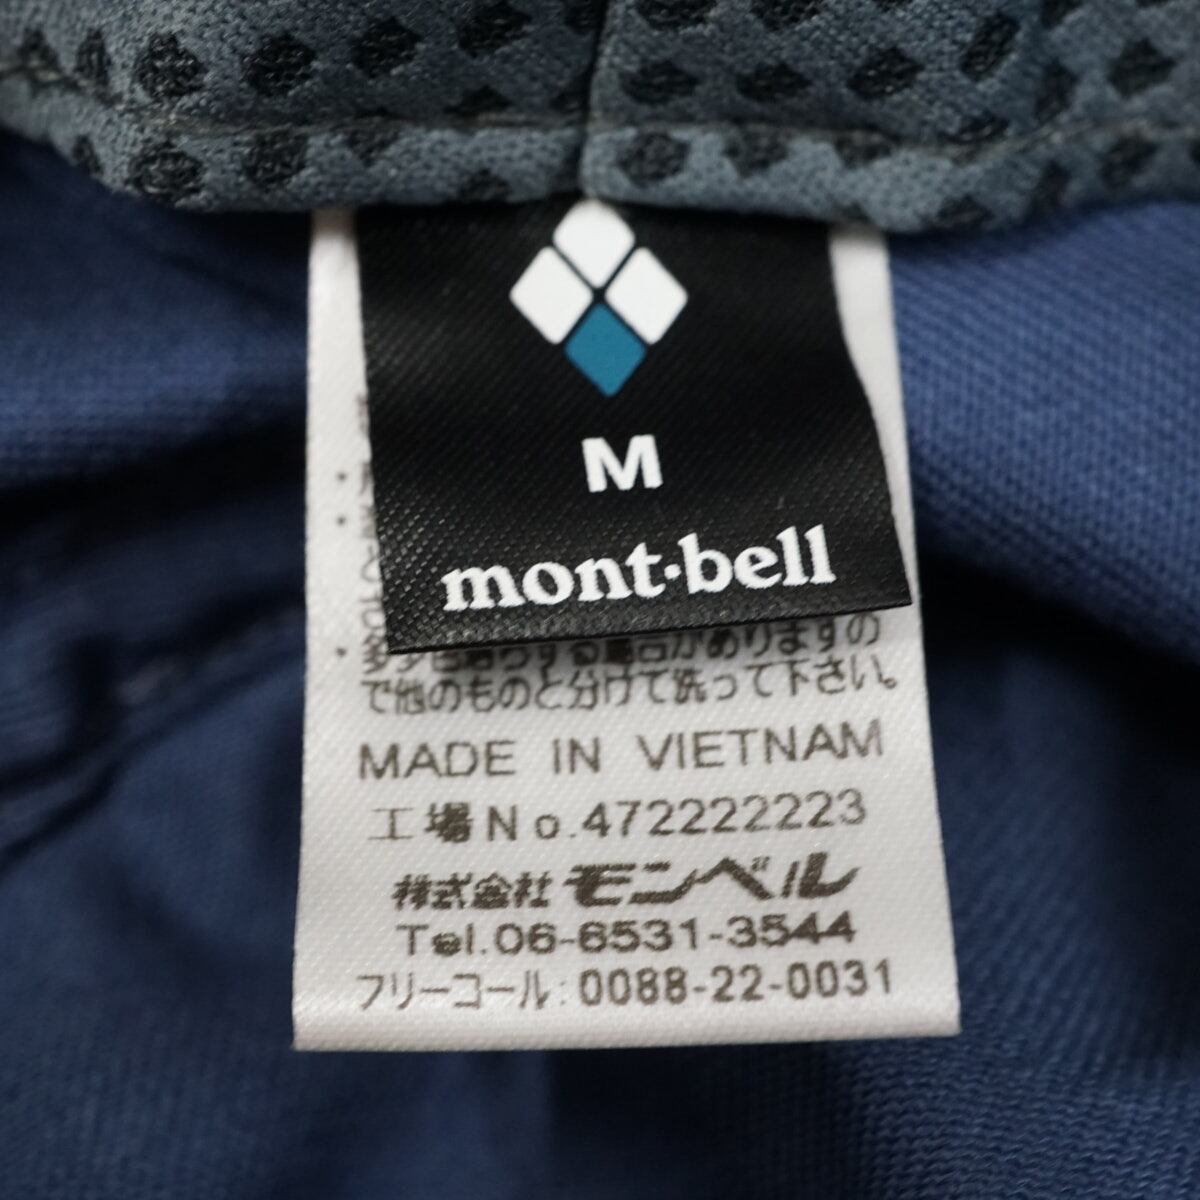 M
mont·bell
色落ちする場合がありますの
で他のものと分けて洗って下さい。
MADE IN VIETNAM
工場No.472222223
株式会社モンベル
Tel.06-6531-3544
フリーコール:0088-22-0031